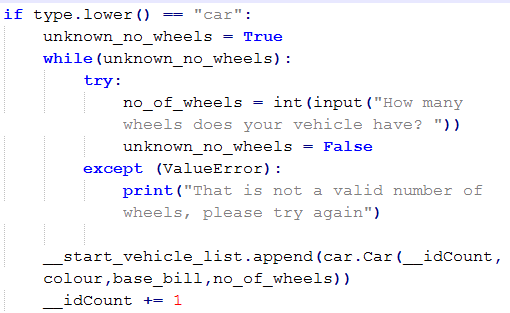 if type.lower() == "car":
    unknown_no_wheels = True
    while(unknown_no_wheels):
        try:
            no_of_wheels = int(input("How many
            wheels does your vehicle have? "))
            unknown_no_wheels = False
        except (ValueError):
            print("That is not a valid number of
            wheels, please try again")
    __start_vehicle_list.append(car.Car(__idCount,
    colour,base_bill,no_of_wheels))
    __idCount += 1